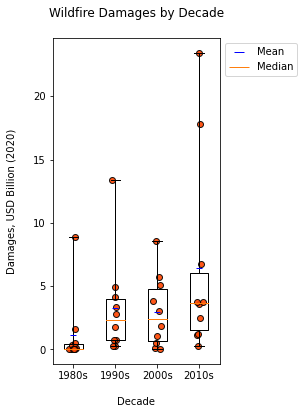 Wildfire Damages by Decade
Mean
Median
20
15
10
5
0
Damages, USD Billion (2020)
1980s 1990s 2000s 2010s
Decade